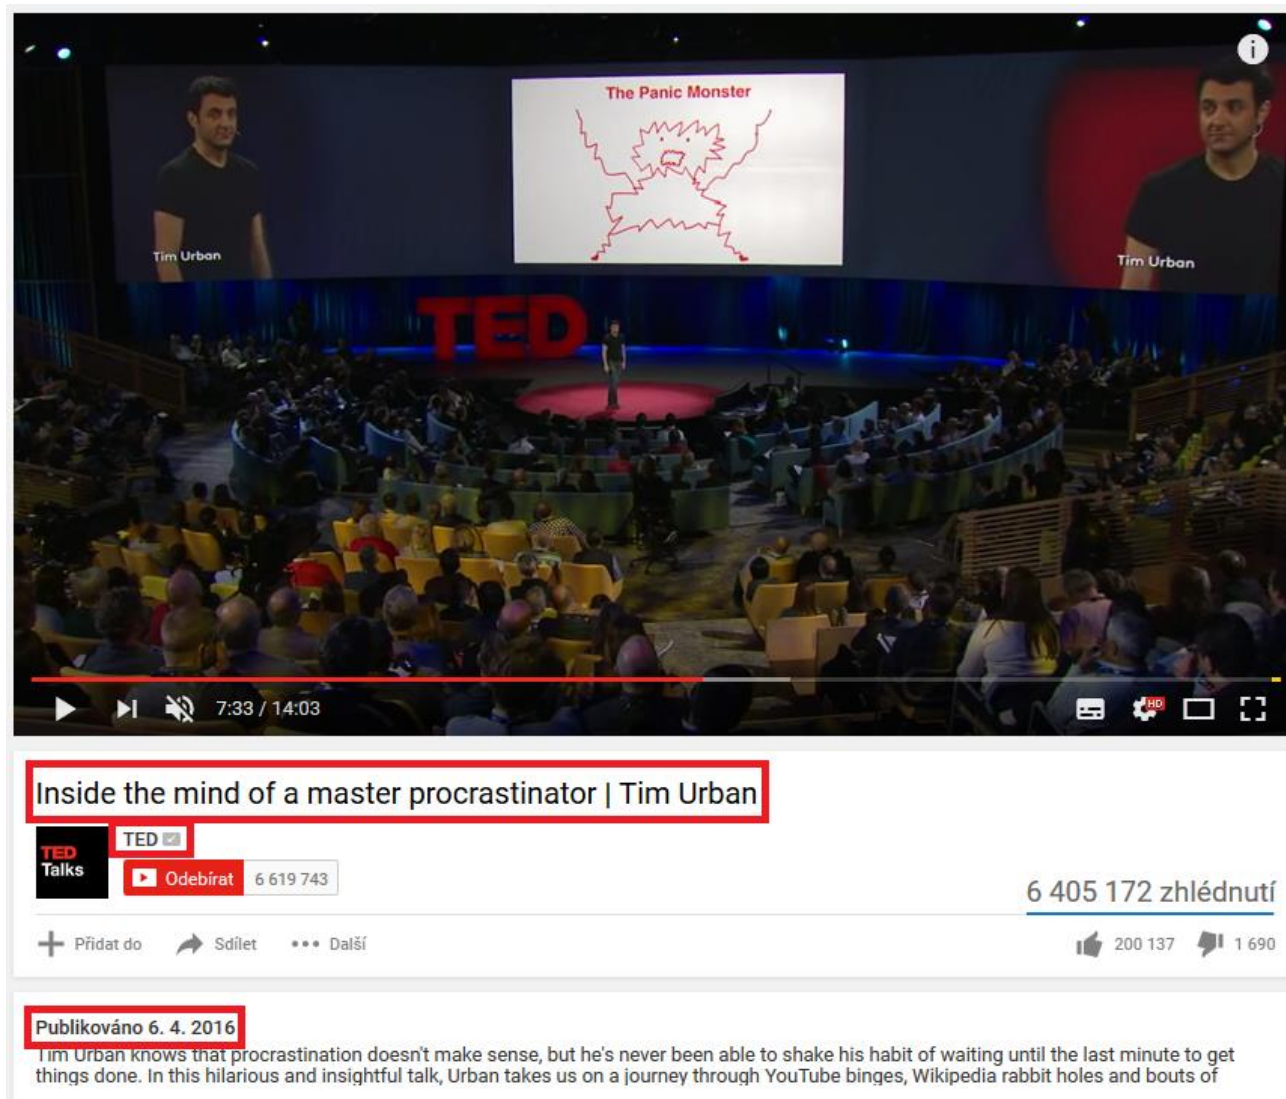 The Panic Monster
Tim Urban
Tim Urban
TED
7:33 / 14:03
HD
Inside the mind of a master procrastinator | Tim Urban
TED
Talks
TED
Odebírat 6 619 743
6 405 172 zhlédnutí
Přidat do Sdílet Další
200 137 1 690
Publikováno 6. 4. 2016
Tim Urban knows that procrastination doesn't make sense, but he's never been able to shake his habit of waiting until the last minute to get
things done. In this hilarious and insightful talk, Urban takes us on a journey through YouTube binges, Wikipedia rabbit holes and bouts of